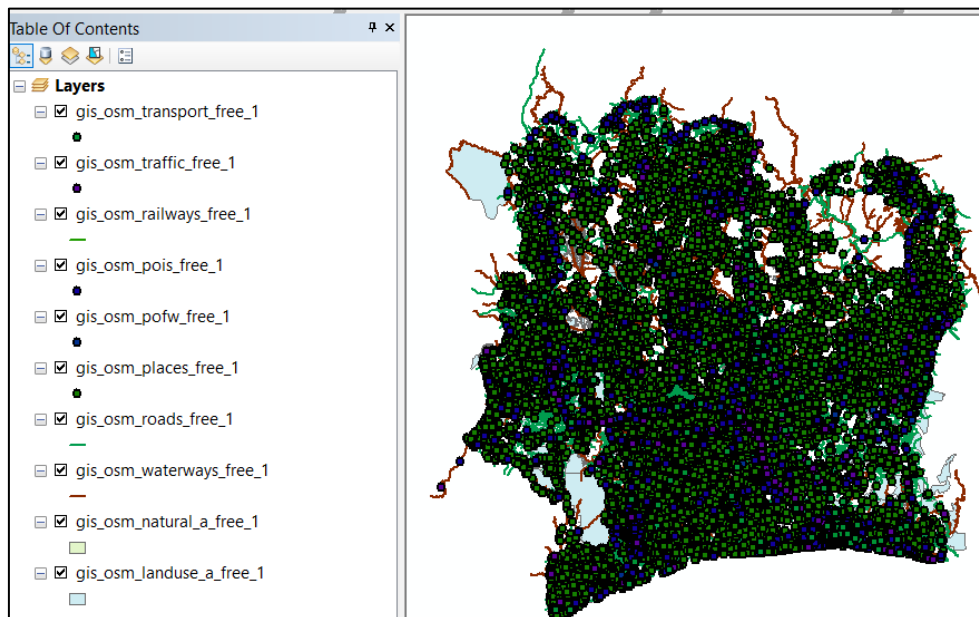 Table Of Contents
Layers
gis_osm_transport_free_1
gis_osm_traffic_free_1
gis_osm_railways_free_1
gis_osm_pois_free_1
gis_osm_pofw_free_1
gis_osm_places_free_1
gis_osm_roads_free_1
gis_osm_waterways_free_1
gis_osm_natural_a_free_1
gis_osm_landuse_a_free_1